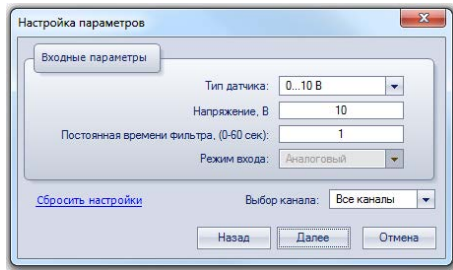 Настройка параметров
Входные параметры
Тип датчика: 0...10 В
Напряжение, В 10
Постоянная времени фильтра, (0-60 сек): 1
Режим входа: Аналоговый
Сбросить настройки Выбор канала: Все каналы
Назад Далее Отмена